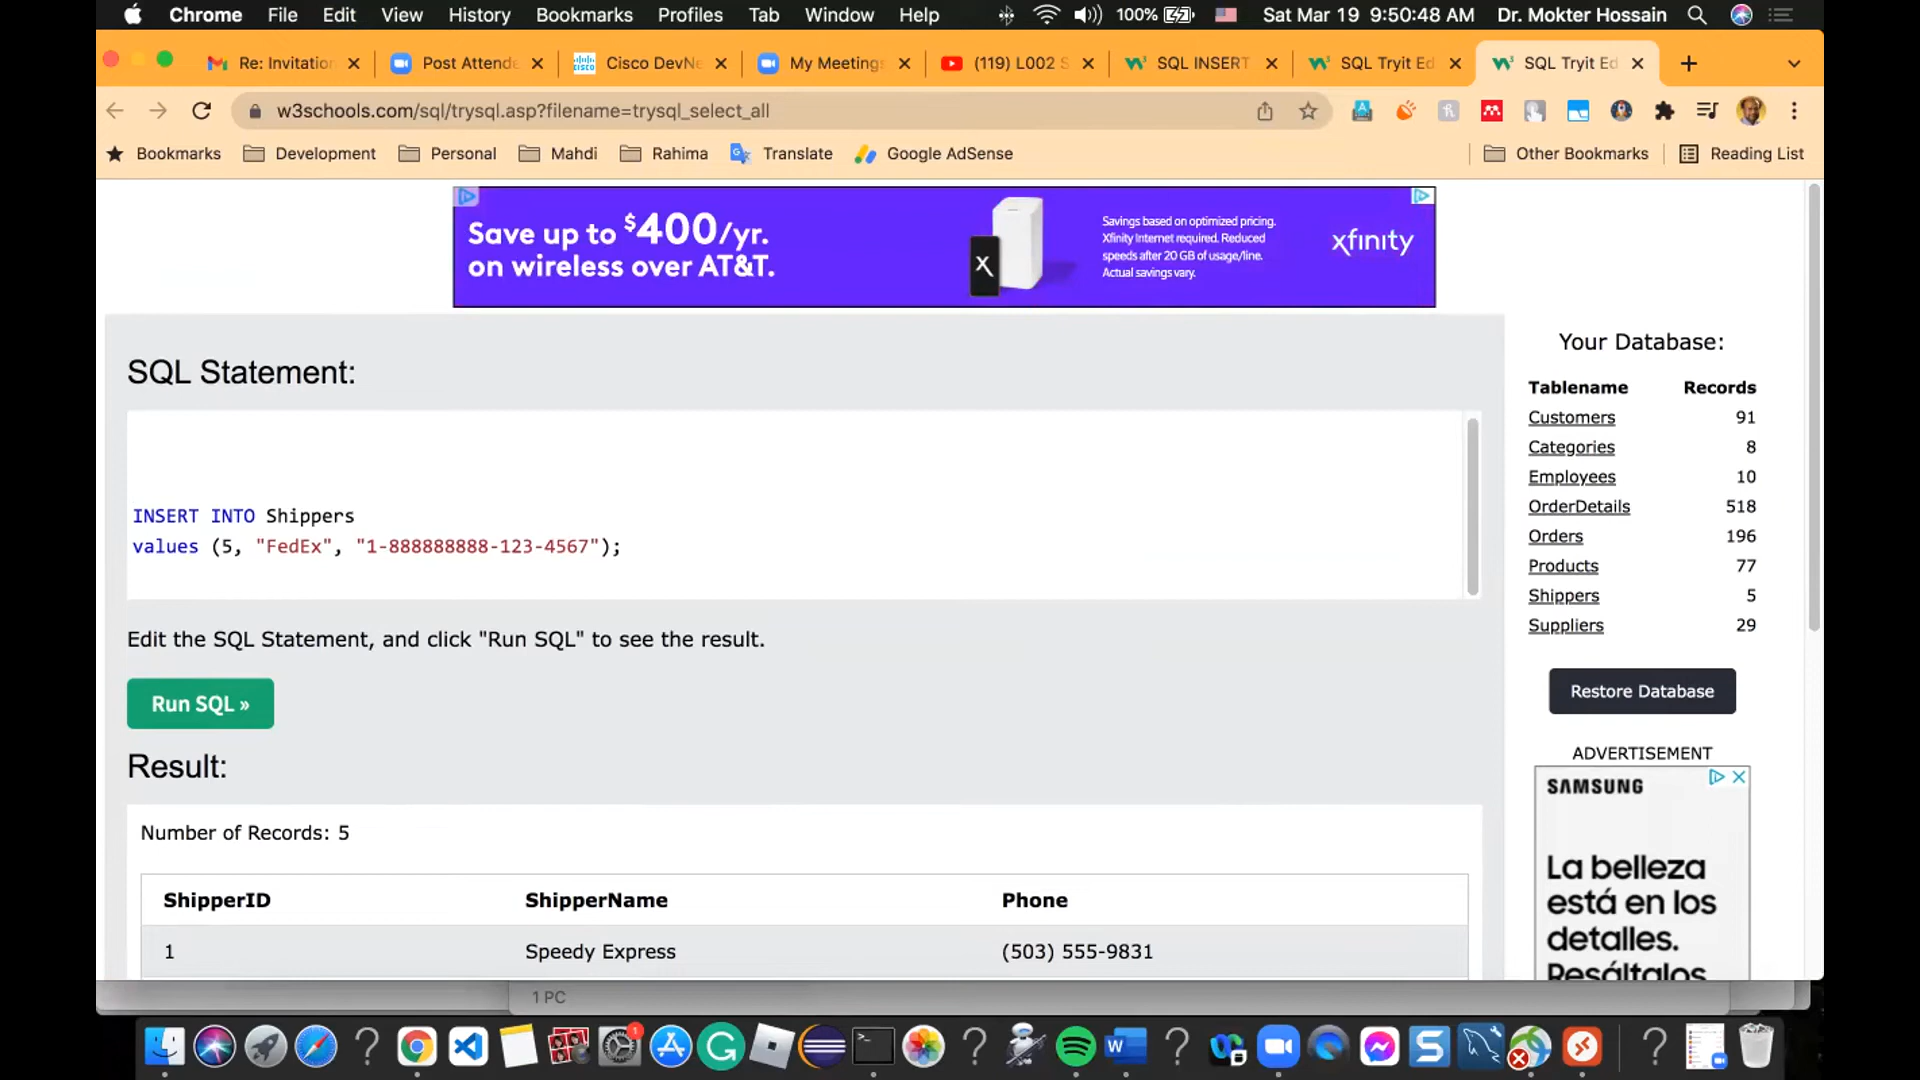 Chrome File Edit View History Bookmarks Profiles Tab Window Help 100% Sat Mar 19 9:50:48 AM Dr. Mokter Hossain
Re: Invitation Post Attende Cisco DevNe My Meetings (119) L002 S SQL INSERT SQL Tryit Ed SQL Tryit Ed
w3schools.com/sql/trysql.asp?filename=trysql_select_all
Bookmarks Development Personal Mahdi Rahima Translate Google AdSense Other Bookmarks Reading List
Save up to $400/yr.
on wireless over AT&T.
X
Savings based on optimized pricing.
Xfinity Internet required. Reduced
speeds after 20 GB of usage/line.
Actual savings vary.
xfinity
SQL Statement:
INSERT INTO Shippers
values (5, "FedEx", "1-888888888-123-4567");
Edit the SQL Statement, and click "Run SQL" to see the result.
Run SQL »
Result:
Number of Records: 5
ShipperID ShipperName Phone
1 Speedy Express (503) 555-9831
Your Database:
Tablename Records
Customers 91
Categories 8
Employees 10
OrderDetails 518
Orders 196
Products 77
Shippers 5
Suppliers 29
Restore Database
ADVERTISEMENT
SAMSUNG
La belleza
está en los
detalles.
Resáltalos
1 PC